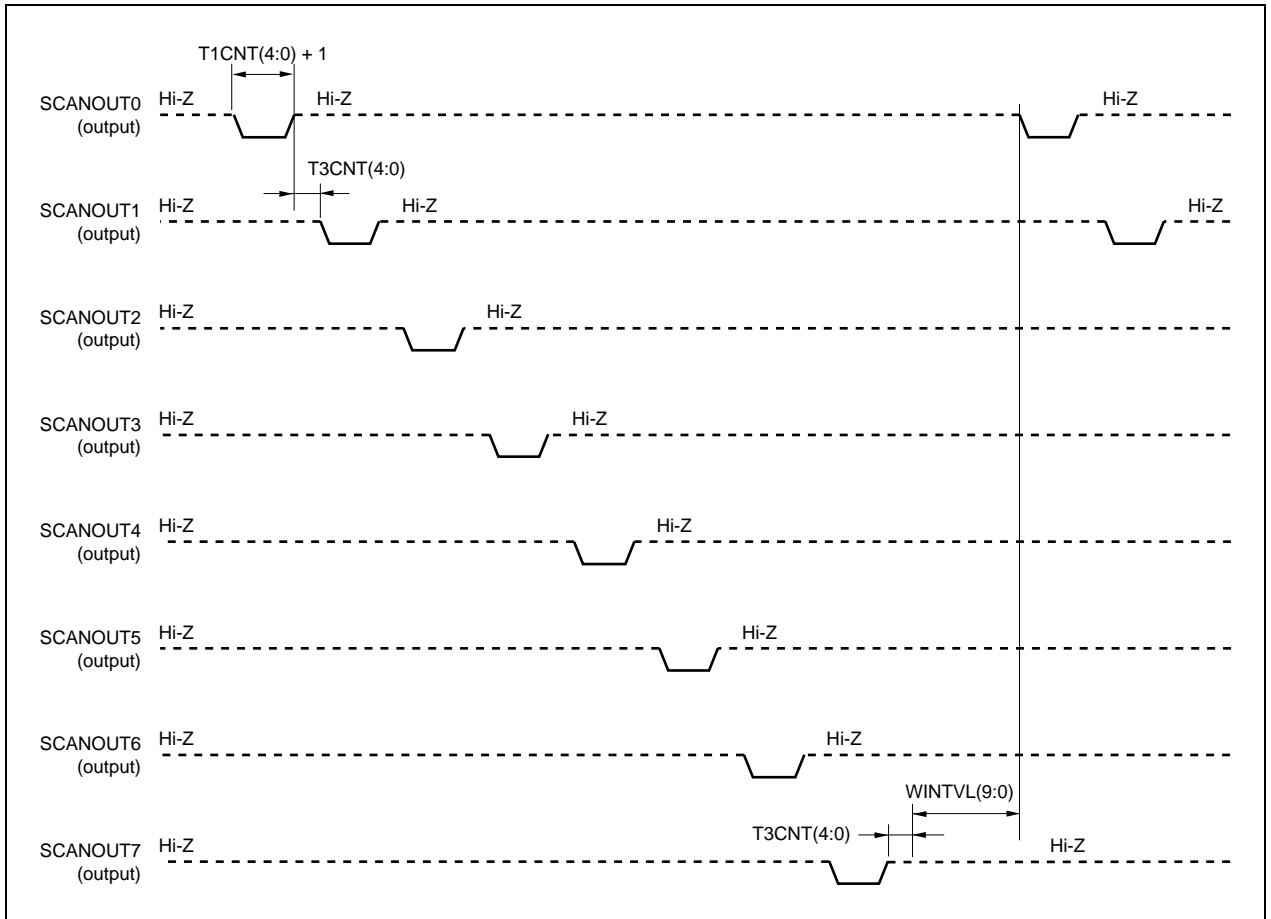 T1CNT(4:0) + 1
SCANOUT0 Hi-Z Hi-Z Hi-Z
(output)
T3CNT(4:0)
SCANOUT1 Hi-Z Hi-Z Hi-Z
(output)
SCANOUT2 Hi-Z Hi-Z
(output)
SCANOUT3 Hi-Z Hi-Z
(output)
SCANOUT4 Hi-Z Hi-Z
(output)
SCANOUT5 Hi-Z Hi-Z
(output)
SCANOUT6 Hi-Z Hi-Z
(output)
WINTVL(9:0)
T3CNT(4:0)
SCANOUT7 Hi-Z Hi-Z
(output)